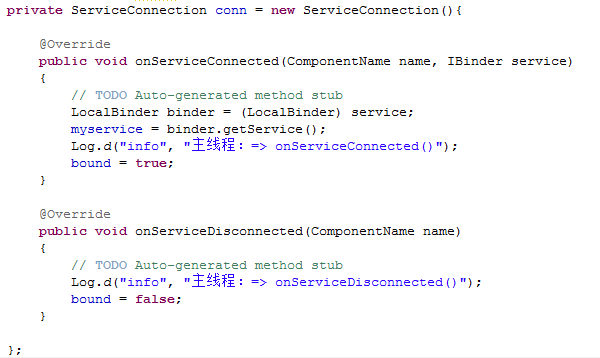 private ServiceConnection conn = new ServiceConnection(){
@Override
public void onServiceConnected(ComponentName name, IBinder service)
{
// TODO Auto-generated method stub
LocalBinder binder = (LocalBinder) service;
myservice = binder.getService();
Log.d("info", "主线程：=> onServiceConnected()");
bound = true;
}
@Override
public void onServiceDisconnected(ComponentName name)
{
// TODO Auto-generated method stub
Log.d("info", "主线程：=> onServiceDisconnected()");
bound = false;
}
};